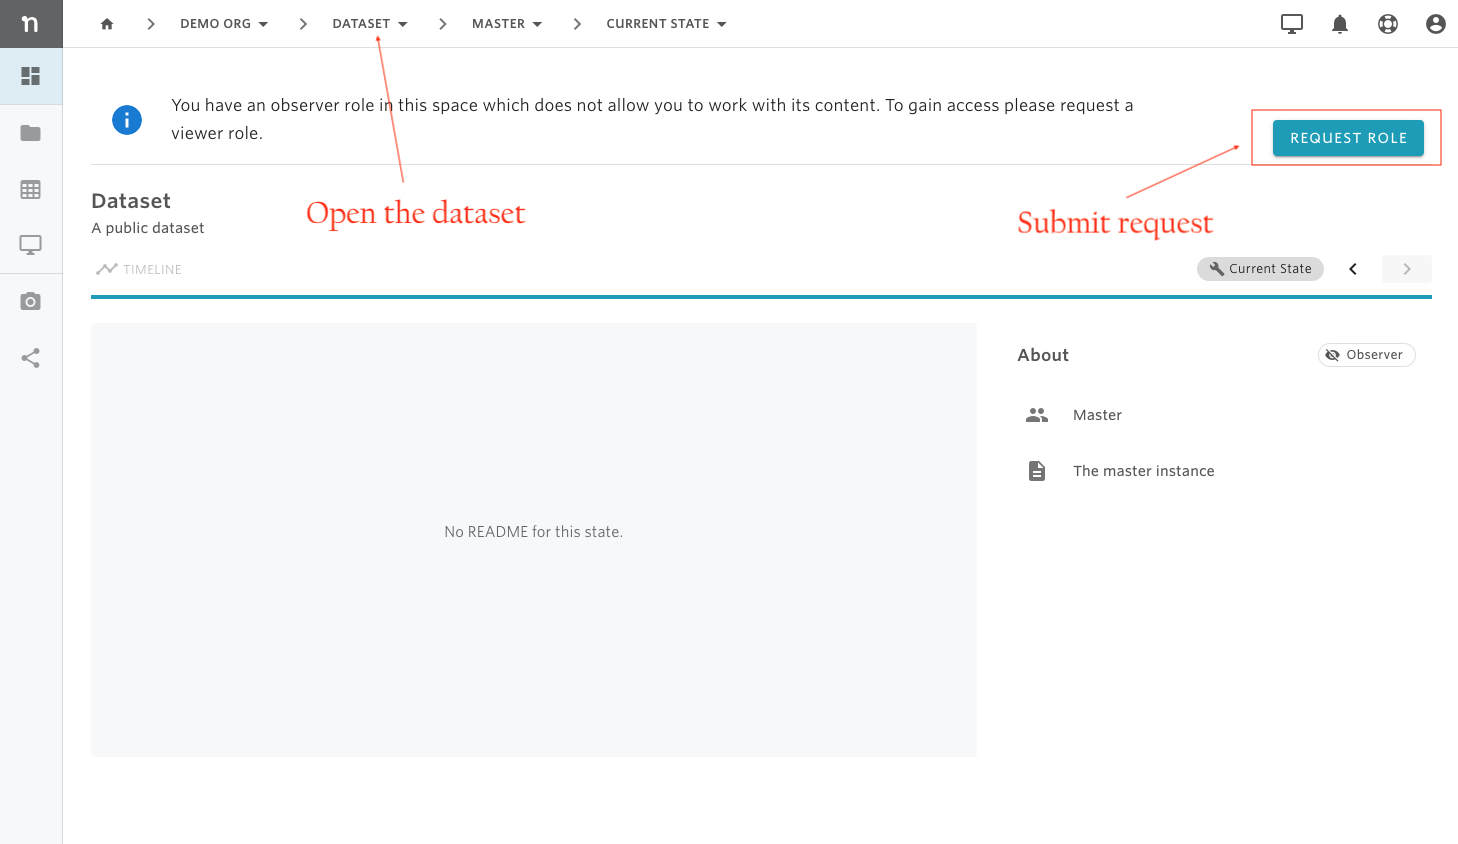 n
DEMO ORG
DATASET
MASTER
CURRENT STATE
You have an observer role in this space which does not allow you to work with its content. To gain access please request a
viewer role.
REQUEST ROLE
Dataset
Open the dataset
Submit request
A public dataset
TIMELINE
Current State
About
Observer
Master
The master instance
No README for this state.